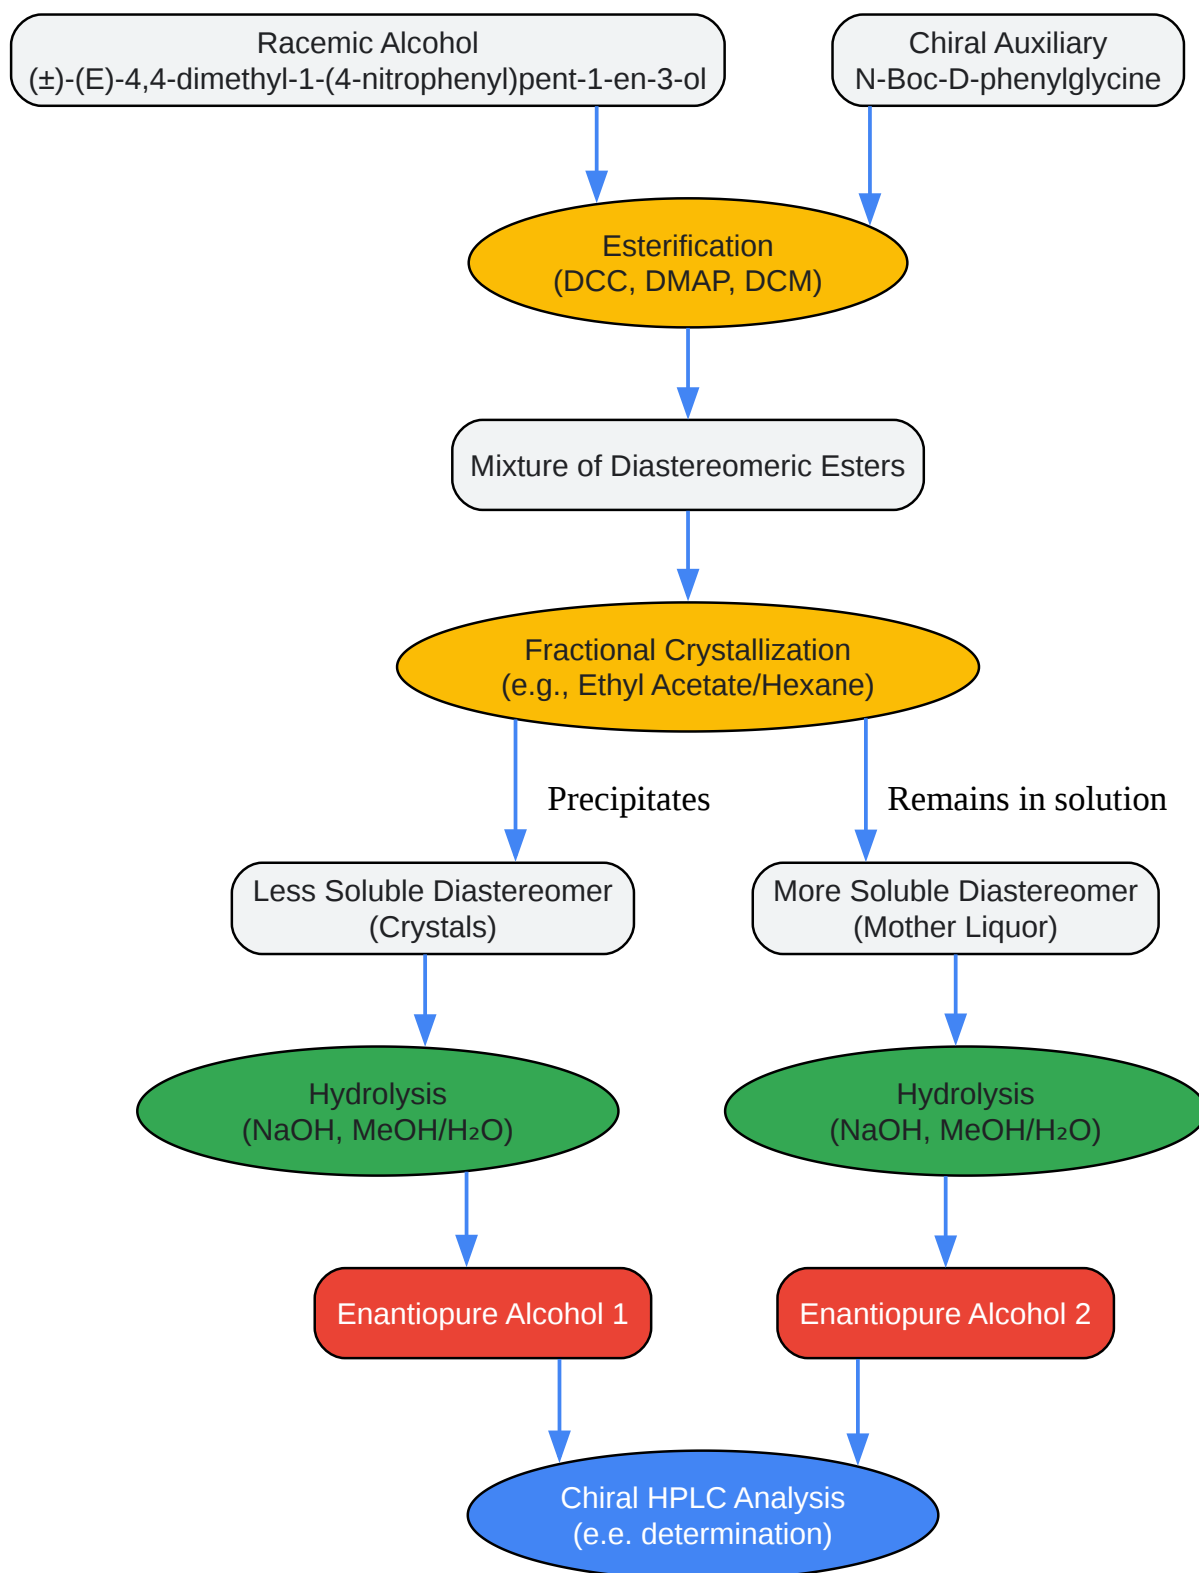 Racemic Alcohol
(±)-(E)-4,4-dimethyl-1-(4-nitrophenyl)pent-1-en-3-ol
Chiral Auxiliary
N-Boc-D-phenylglycine
Esterification
(DCC, DMAP, DCM)
Mixture of Diastereomeric Esters
Fractional Crystallization
(e.g., Ethyl Acetate/Hexane)
Precipitates
Remains in solution
Less Soluble Diastereomer
(Crystals)
More Soluble Diastereomer
(Mother Liquor)
Hydrolysis
(NaOH, MeOH/H₂O)
Hydrolysis
(NaOH, MeOH/H₂O)
Enantiopure Alcohol 1
Enantiopure Alcohol 2
Chiral HPLC Analysis
(e.e. determination)